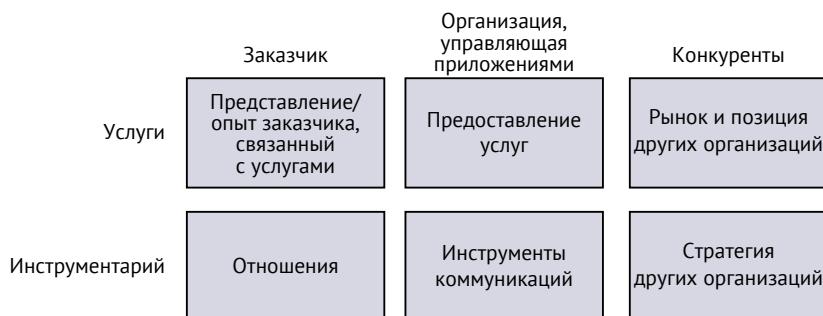 Заказчик
Организация,
управляющая
приложениями
Конкуренты
Услуги
Представление/
опыт заказчика,
связанный
с услугами
Предоставление
услуг
Рынок и позиция
других организаций
Инструментарий
Отношения
Инструменты
коммуникаций
Стратегия
других организаций